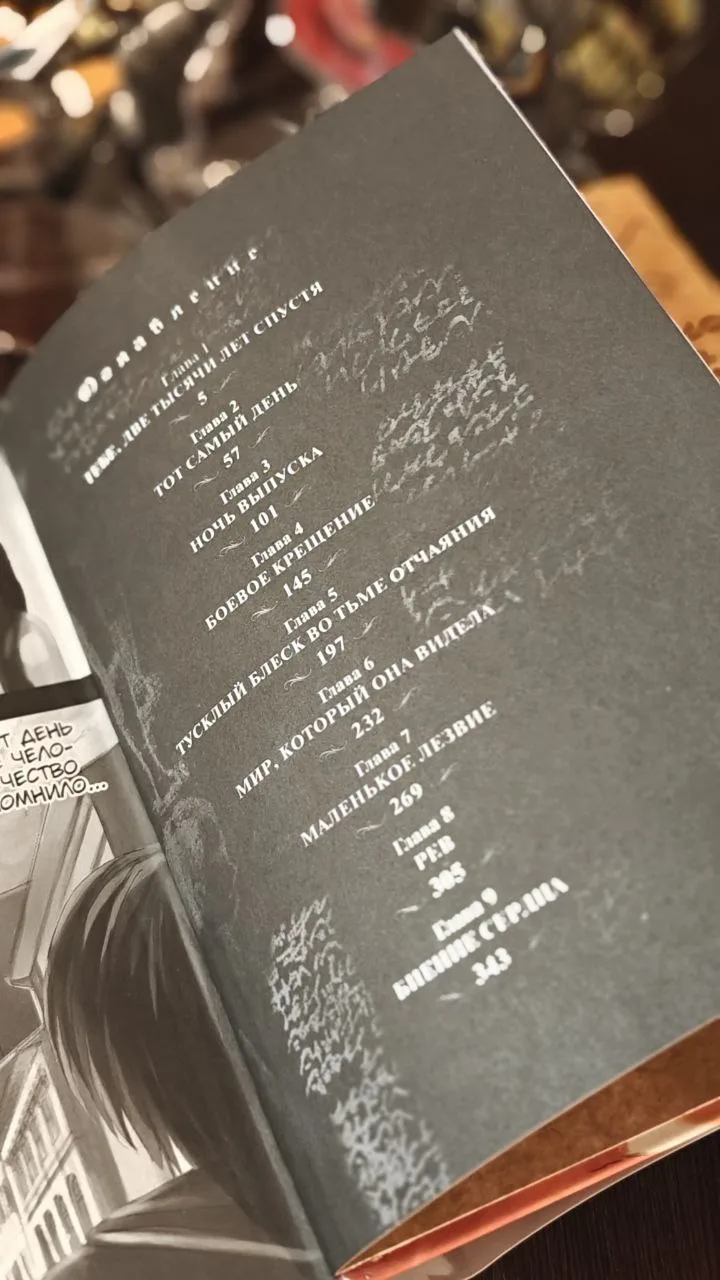 Оглавление
Глава 1
ТЕБЕ, ДВЕ ТЫСЯЧИ ЛЕТ СПУСТЯ
5
Глава 2
ТОТ САМЫЙ ДЕНЬ
57
Глава 3
НОЧЬ ВЫПУСКА
101
Глава 4
БОЕВОЕ КРЕЩЕНИЕ
145
Глава 5
ТУСКЛЫЙ БЛЕСК ВО ТЬМЕ ОТЧАЯНИЯ
197
Глава 6
МИР, КОТОРЫЙ ОНА ВИДЕЛА
232
Глава 7
МАЛЕНЬКОЕ ЛЕЗВИЕ
269
Глава 8
РЕВ
305
Глава 9
БИЕНИЕ СЕРДЦА
343
Т ДЕНЬ
ЧЕЛО-
ЧЕСТВО
ОМНИЛО...